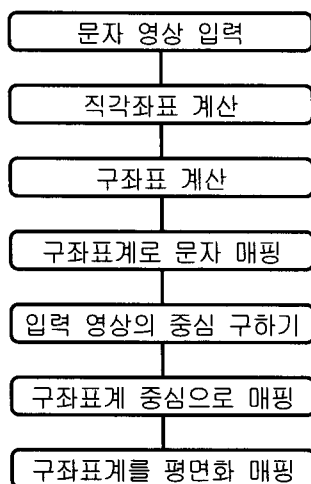 문자 영상 입력
직각좌표 계산
구좌표 계산
구좌표계로 문자 매핑
입력 영상의 중심 구하기
구좌표계 중심으로 매핑
구좌표계를 평면화 매핑